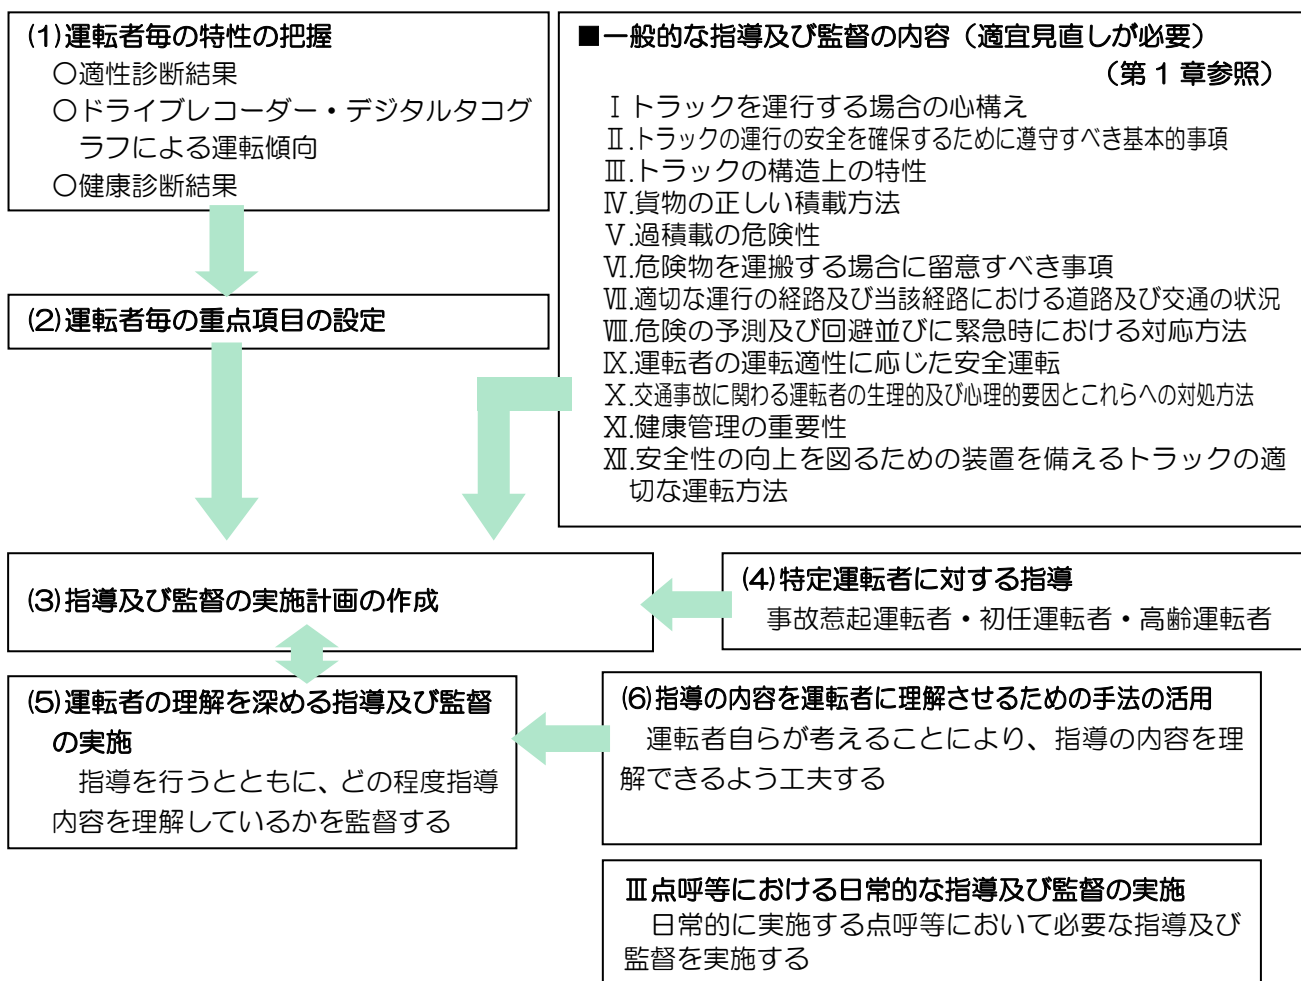 (1)運転者毎の特性の把握
〇適性診断結果
〇ドライブレコーダー・デジタルタコグ
ラフによる運転傾向
〇健康診断結果
(2)運転者毎の重点項目の設定
■一般的な指導及び監督の内容（適宜見直しが必要）
（第 1 章参照）
Ⅰトラックを運行する場合の心構え
Ⅱ.トラックの運行の安全を確保するために遵守すべき基本的事項
Ⅲ.トラックの構造上の特性
Ⅳ.貨物の正しい積載方法
Ⅴ.過積載の危険性
Ⅵ.危険物を運搬する場合に留意すべき事項
Ⅶ.適切な運行の経路及び当該経路における道路及び交通の状況
Ⅷ.危険の予測及び回避並びに緊急時における対応方法
Ⅸ.運転者の運転適性に応じた安全運転
Ⅹ.交通事故に関わる運転者の生理的及び心理的要因とこれらへの対処方法
Ⅺ.健康管理の重要性
Ⅻ.安全性の向上を図るための装置を備えるトラックの適
切な運転方法
(3)指導及び監督の実施計画の作成
(4)特定運転者に対する指導
事故惹起運転者・初任運転者・高齢運転者
(5)運転者の理解を深める指導及び監督
の実施
指導を行うとともに、どの程度指導
内容を理解しているかを監督する
(6)指導の内容を運転者に理解させるための手法の活用
運転者自らが考えることにより、指導の内容を理
解できるよう工夫する
Ⅲ点呼等における日常的な指導及び監督の実施
日常的に実施する点呼等において必要な指導及び
監督を実施する